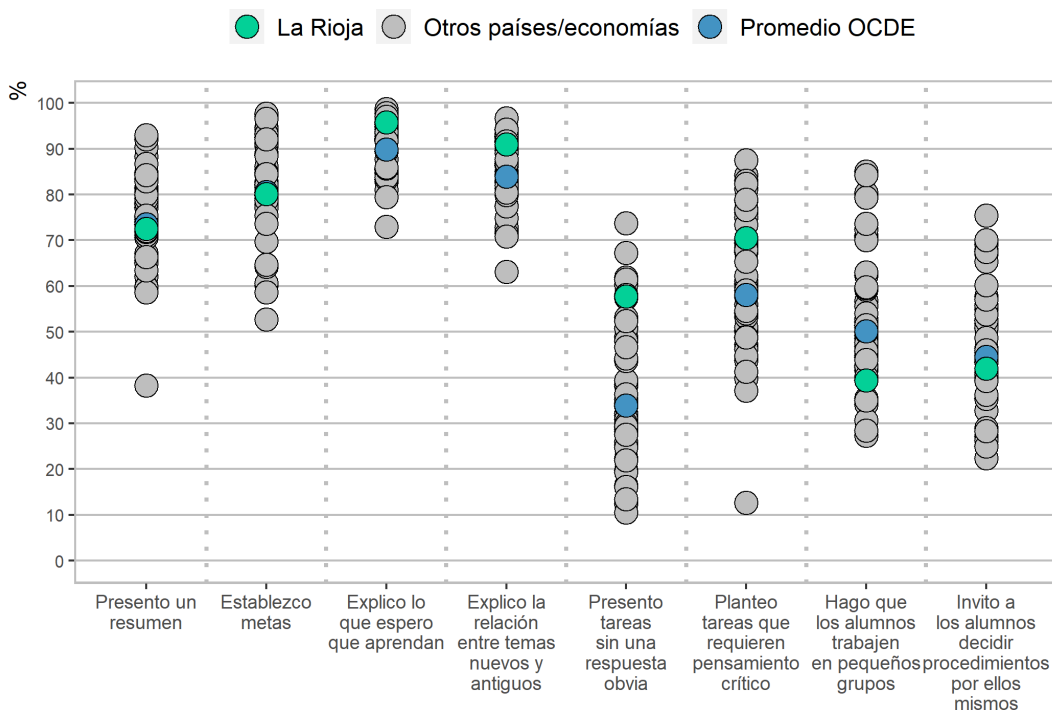 La Rioja Otros países/economías Promedio OCDE
%
100
90
80
70
60
50
40
30
20
10
0
Presento un
resumen
Establezco
metas
Explico lo
que espero
que aprendan
Explico la
relación
entre temas
nuevos y
antiguos
Presento
tareas
sin una
respuesta
obvia
Planteo
tareas que
requieren
pensamiento
crítico
Hago que
los alumnos
trabajen
en pequeños
grupos
Invito a
los alumnos
decidir
procedimientos
por ellos
mismos